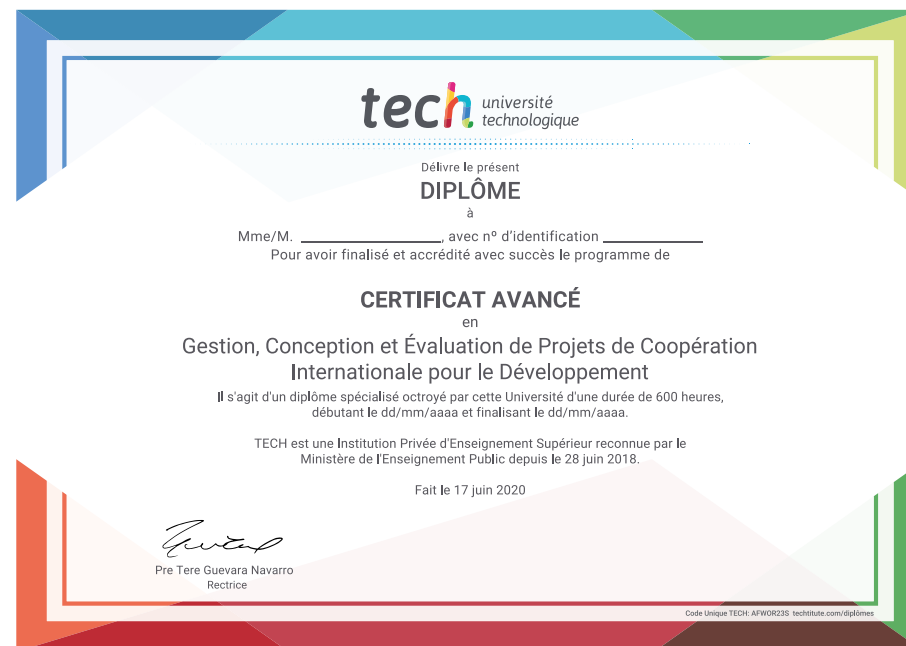 tech université
technologique
Délivre le présent
DIPLÔME
à
Mme/M. ____________________, avec nº d'identification ______________
Pour avoir finalisé et accrédité avec succès le programme de
CERTIFICAT AVANCÉ
en
Gestion, Conception et Évaluation de Projets de Coopération
Internationale pour le Développement
Il s'agit d'un diplôme spécialisé octroyé par cette Université d'une durée de 600 heures,
débutant le dd/mm/aaaa et finalisant le dd/mm/aaaa.
TECH est une Institution Privée d'Enseignement Supérieur reconnue par le
Ministère de l'Enseignement Public depuis le 28 juin 2018.
Fait le 17 juin 2020
Pre Tere Guevara Navarro
Rectrice
Code Unique TECH: AFWOR23S techtitute.com/diplômes